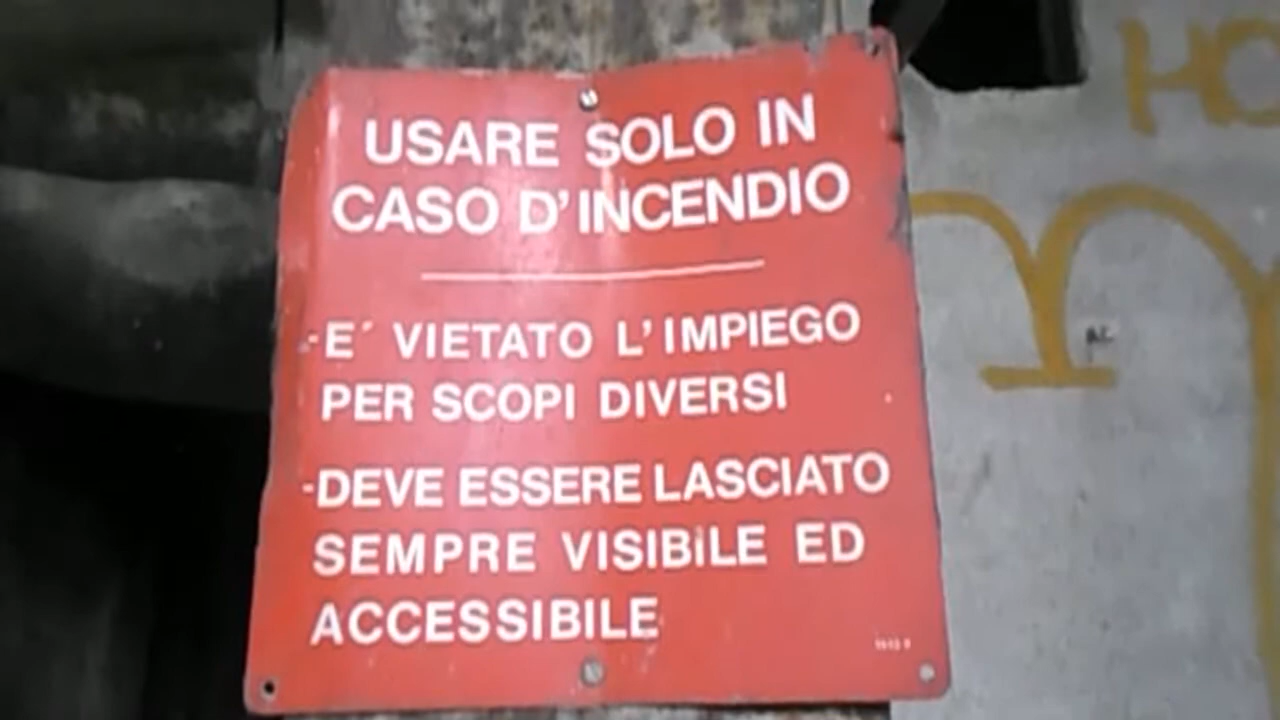 USARE SOLO IN
CASO D'INCENDIO
-E´ VIETATO L'IMPIEGO
PER SCOPI DIVERSI
-DEVE ESSERE LASCIATO
SEMPRE VISIBILE ED
ACCESSIBILE